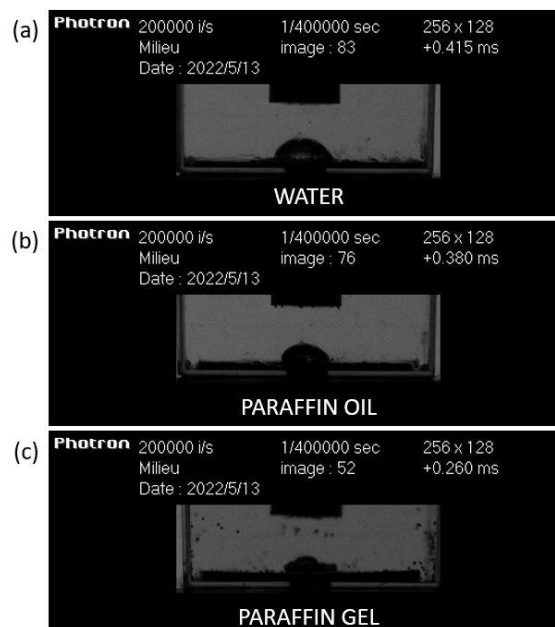 (a)
Photron 200000 i/s 1/400000 sec 256 x 128
Milieu image : 83 +0.415 ms
Date : 2022/5/13
WATER
(b)
Photron 200000 i/s 1/400000 sec 256 x 128
Milieu image : 76 +0.380 ms
Date : 2022/5/13
PARAFFIN OIL
(c)
Photron 200000 i/s 1/400000 sec 256 x 128
Milieu image : 52 +0.260 ms
Date : 2022/5/13
PARAFFIN GEL